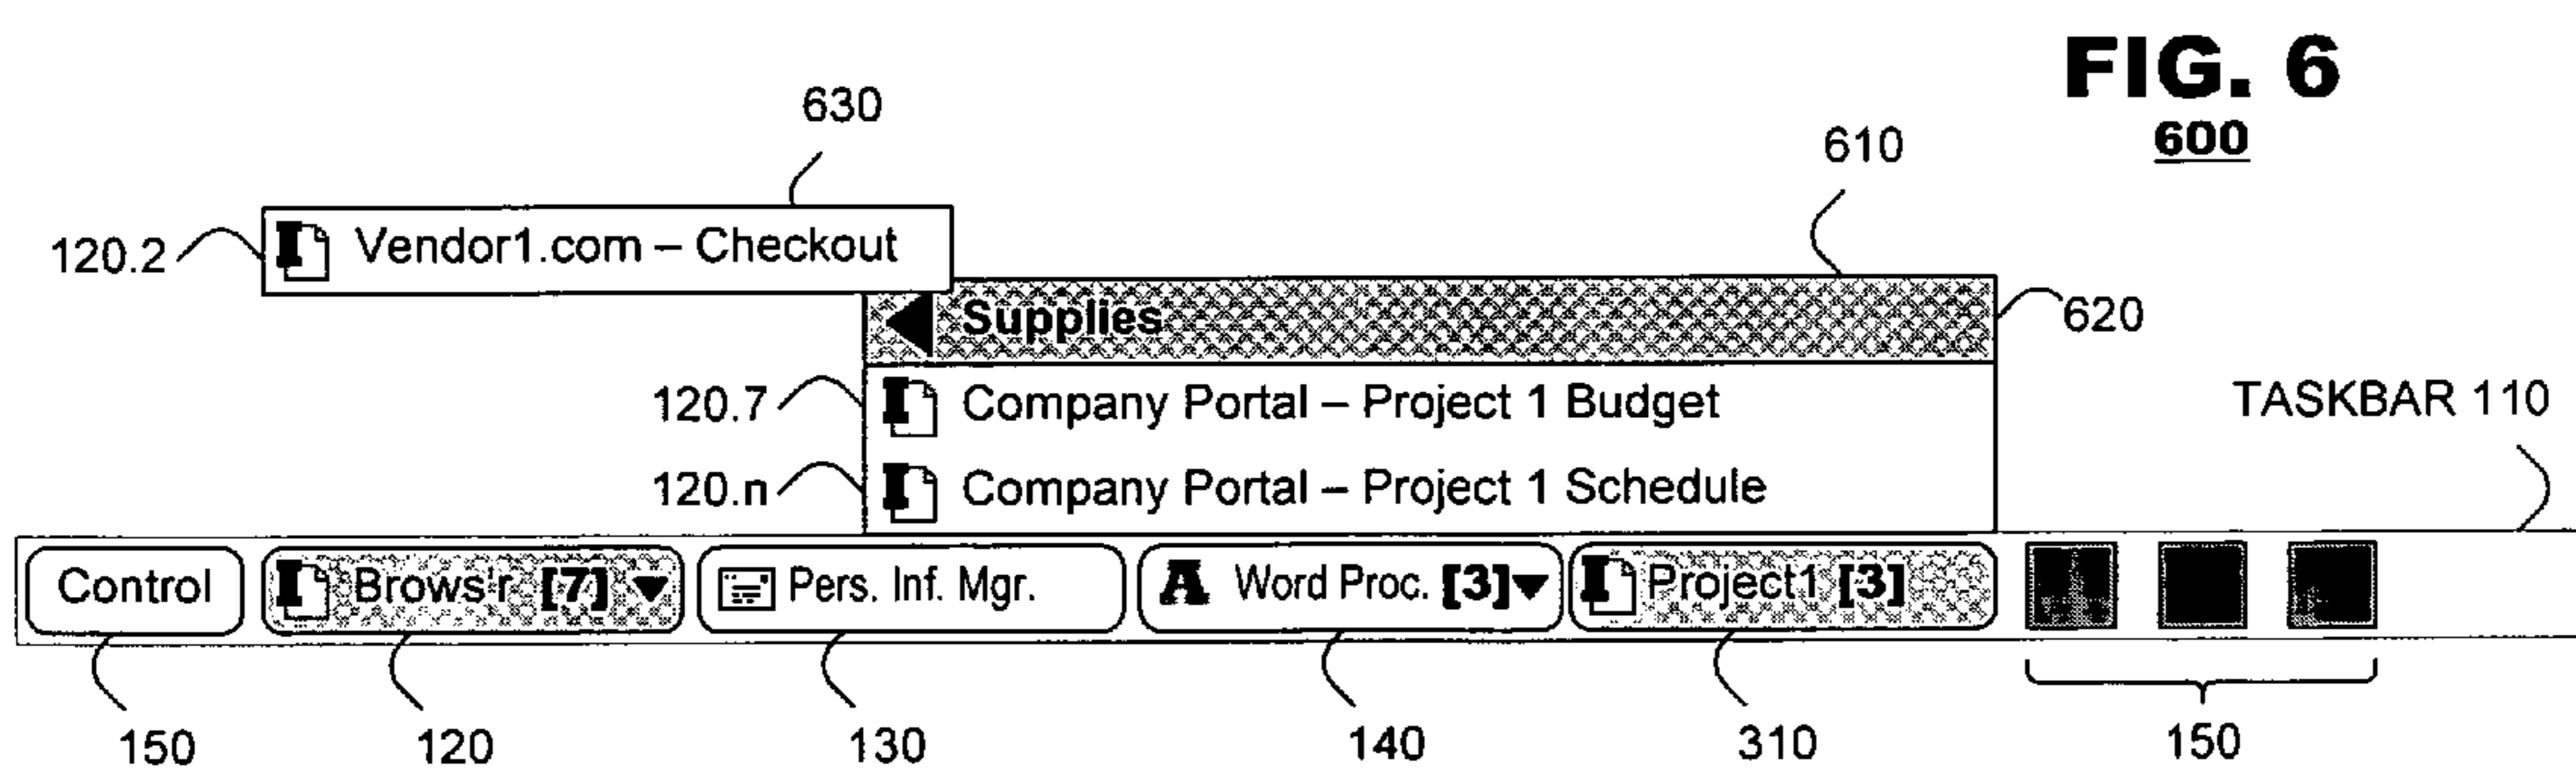 FIG. 6
600
630
610
120.2
Vendor1.com – Checkout
Supplies
620
120.7
Company Portal – Project 1 Budget
TASKBAR 110
120.n
Company Portal – Project 1 Schedule
Control
Brows'r [7]
Pers. Inf. Mgr.
A Word Proc. [3]
Project1 [3]
150
120
130
140
310
150